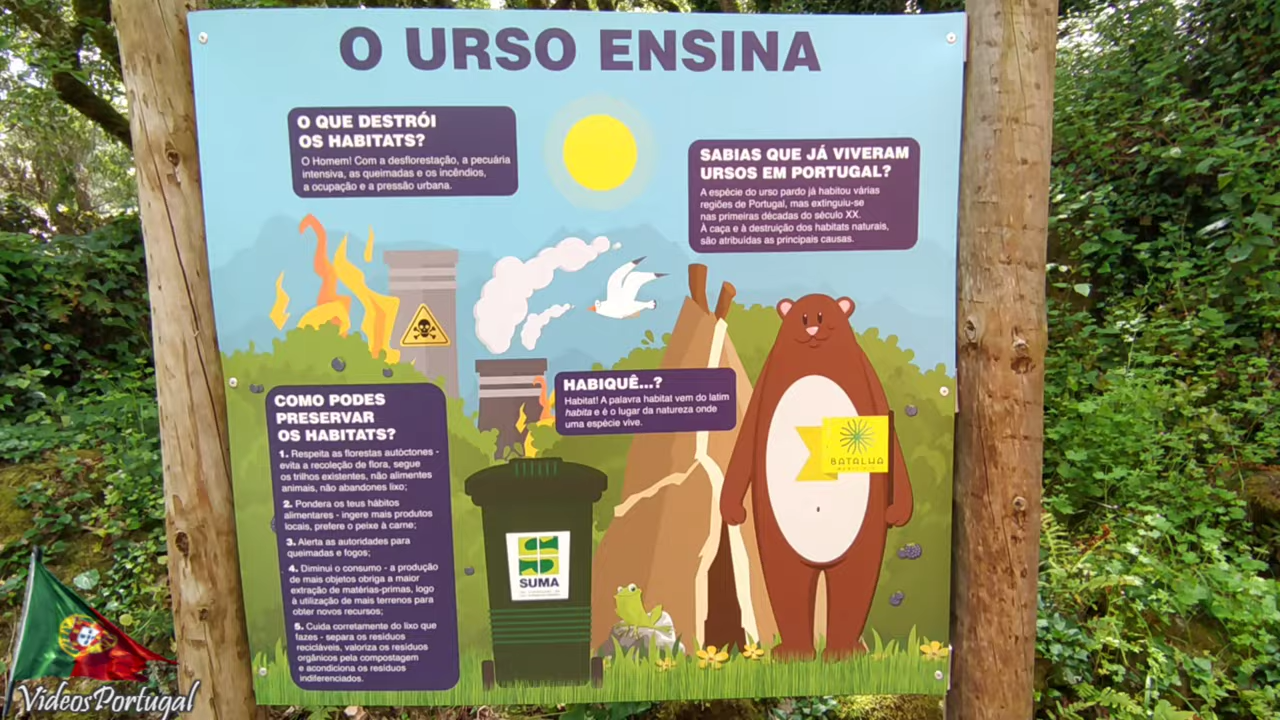 O URSO ENSINA
O QUE DESTRÓI
OS HABITATS?
O Homem! Com a desflorestação, a pecuária
intensiva, as queimadas e os incêndios,
a ocupação e a pressão urbana.
SABIAS QUE JÁ VIVERAM
URSOS EM PORTUGAL?
A espécie do urso pardo já habitou várias
regiões de Portugal, mas extinguiu-se
nas primeiras décadas do século XX.
À caça e à destruição dos habitats naturais,
são atribuídas as principais causas.
HABIQUÊ...?
Habitat! A palavra habitat vem do latim
habita e é o lugar da natureza onde
uma espécie vive.
COMO PODES
PRESERVAR
OS HABITATS?
1. Respeita as florestas autóctones -
evita a recoleção de flora, segue
os trilhos existentes, não alimentes
animais, não abandones lixo;
2. Pondera os teus hábitos
alimentares - ingere mais produtos
locais, prefere o peixe à carne;
3. Alerta as autoridades para
queimadas e fogos;
4. Diminui o consumo - a produção
de mais objetos obriga a maior
extração de matérias-primas, logo
à utilização de mais terrenos para
obter novos recursos;
5. Cuida corretamente do lixo que
fazes - separa os resíduos
recicláveis, valoriza os resíduos
orgânicos pela compostagem
e acondiciona os resíduos
indiferenciados.
BATALHA
SUMA
VídeosPortugal